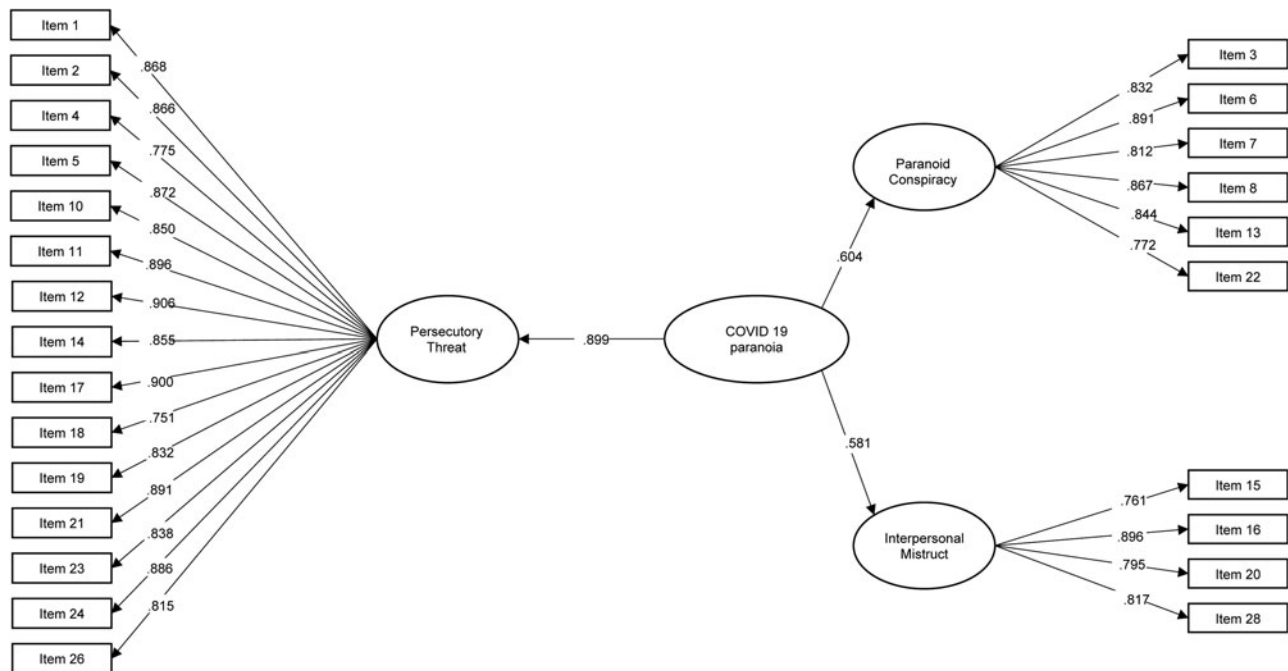 Item 1
Item 2
Item 4
Item 5
Item 10
Item 11
Item 12
Item 14
Item 17
Item 18
Item 19
Item 21
Item 23
Item 24
Item 26
.868
.866
.775
.872
.850
.896
.906
.855
.900
.751
.832
.891
.838
.886
.815
Persecutory
Threat
.899
COVID 19
paranoia
.604
.581
Paranoid
Conspiracy
.832
.891
.812
.867
.844
.772
Item 3
Item 6
Item 7
Item 8
Item 13
Item 22
Interpersonal
Mistruct
.761
.896
.795
.817
Item 15
Item 16
Item 20
Item 28